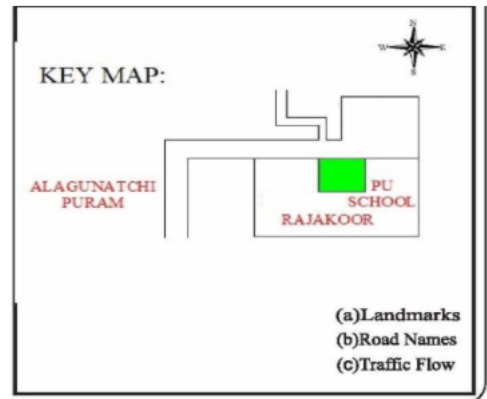 N
W E
S
KEY MAP:
ALAGUNATCHI
PURAM
PU
SCHOOL
RAJAKOOR
(a)Landmarks
(b)Road Names
(c)Traffic Flow